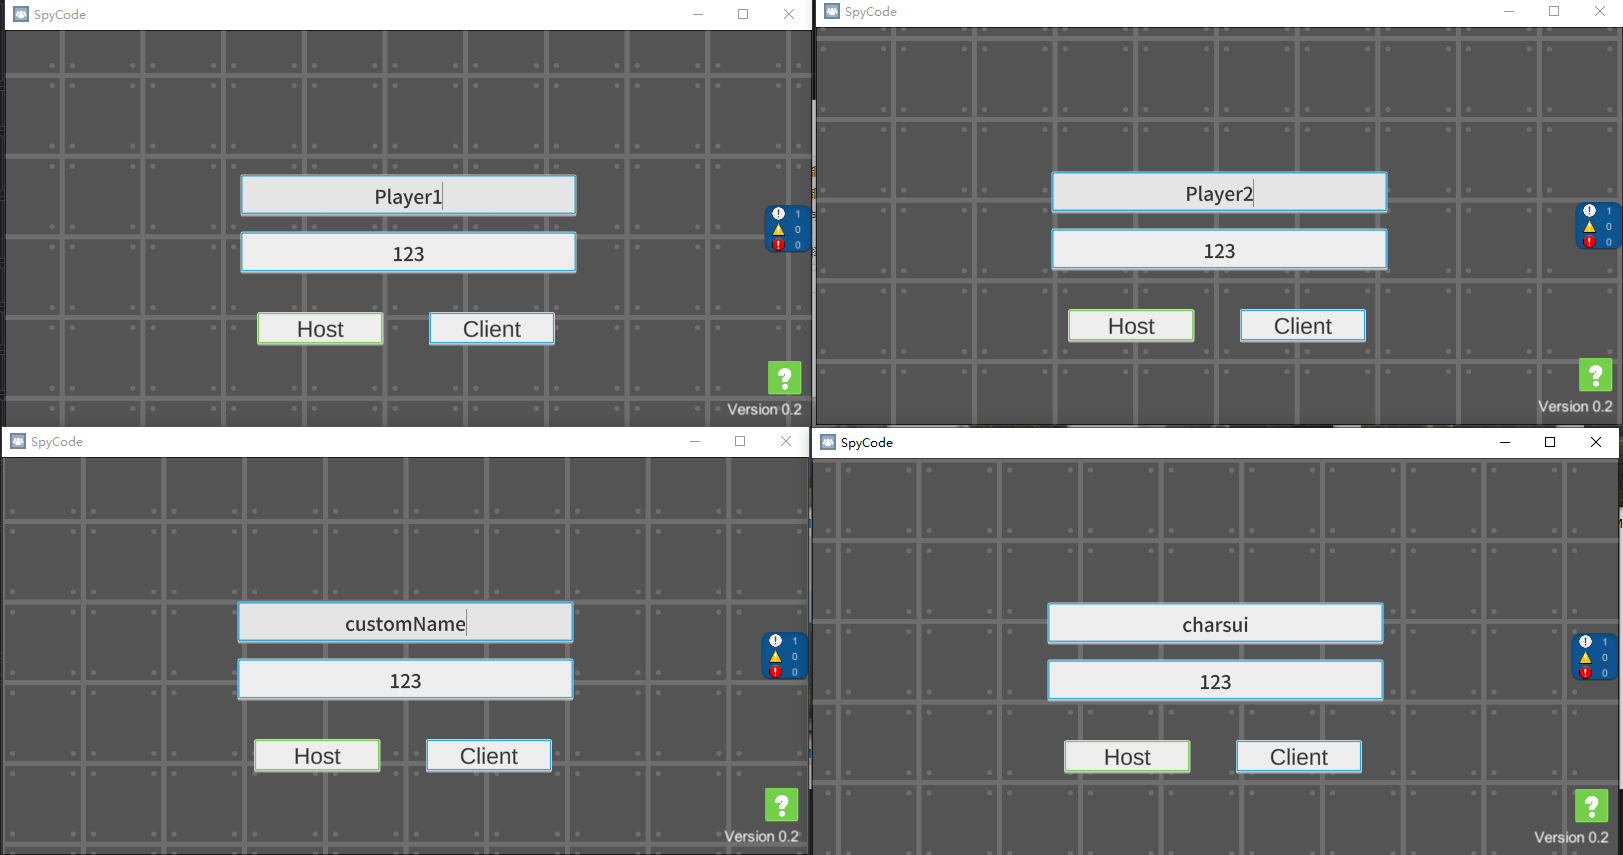 SpyCode
Player1
123
Host Client
1
0
0
?
Version 0.2
SpyCode
Player2
123
Host Client
1
0
0
?
Version 0.2
SpyCode
customName
123
Host Client
1
0
0
?
Version 0.2
SpyCode
charsui
123
Host Client
1
0
0
?
Version 0.2